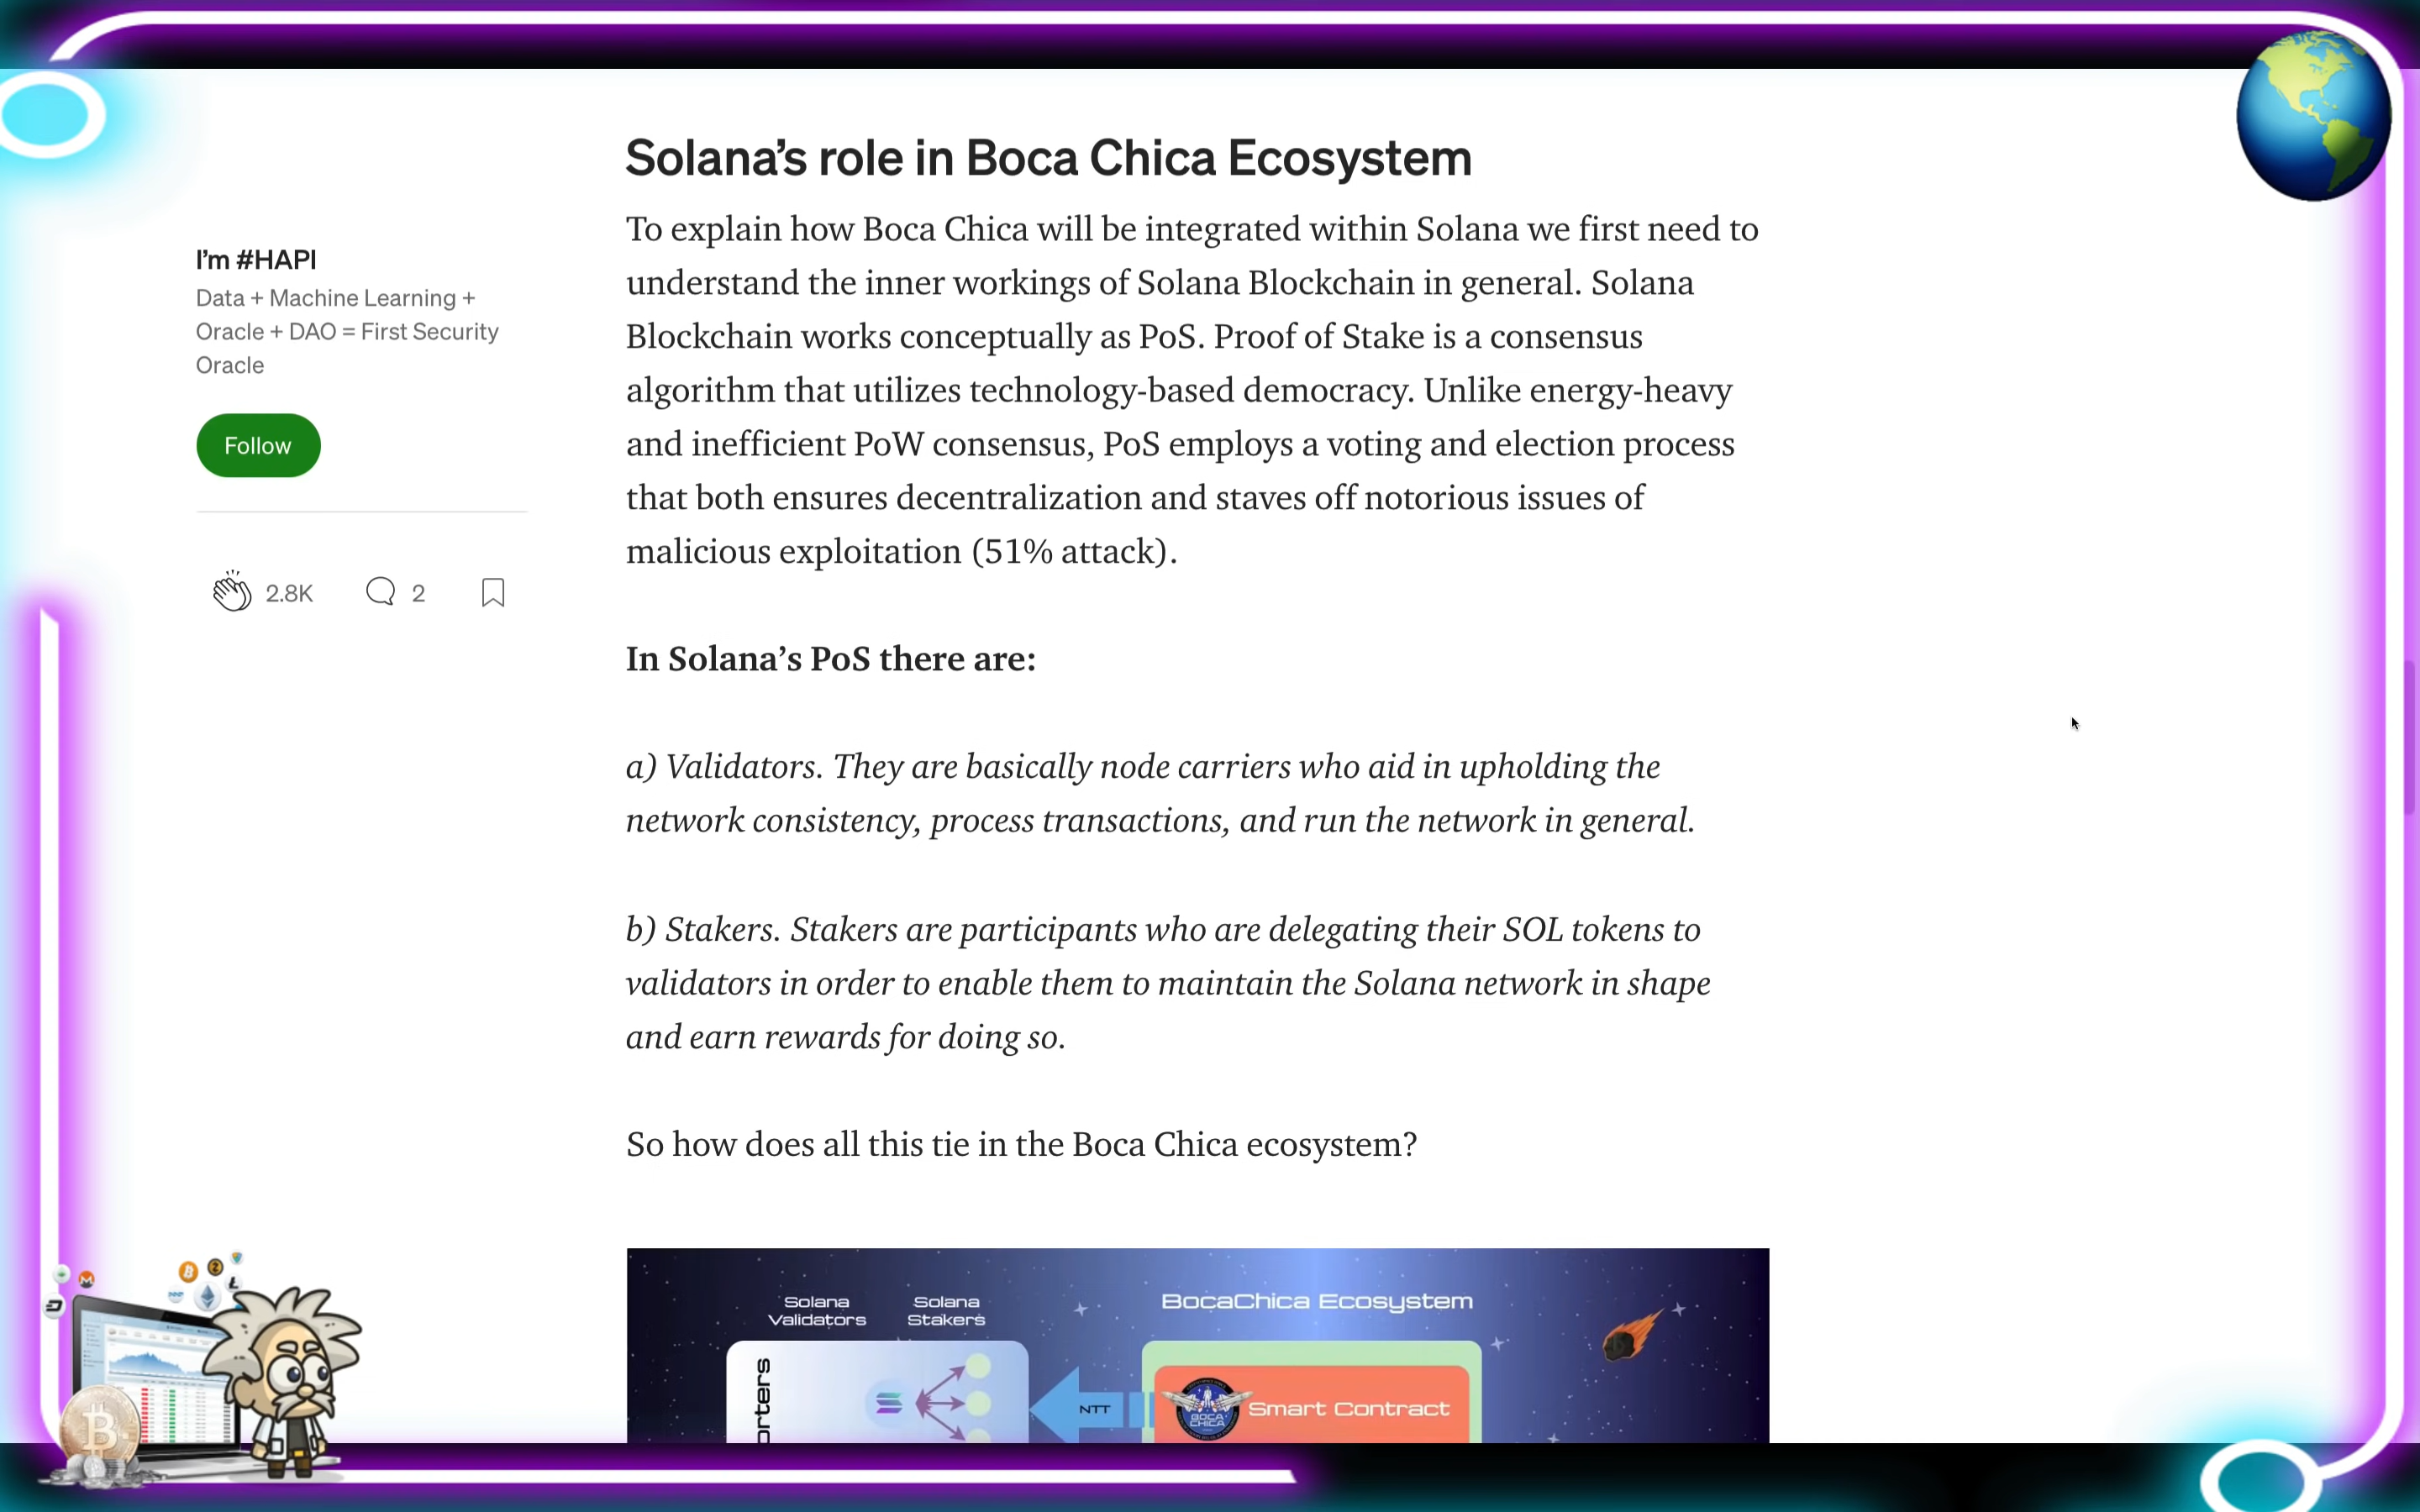 Solana’s role in Boca Chica Ecosystem
To explain how Boca Chica will be integrated within Solana we first need to
understand the inner workings of Solana Blockchain in general. Solana
Blockchain works conceptually as PoS. Proof of Stake is a consensus
algorithm that utilizes technology-based democracy. Unlike energy-heavy
and inefficient PoW consensus, PoS employs a voting and election process
that both ensures decentralization and staves off notorious issues of
malicious exploitation (51% attack).
I’m #HAPI
Data + Machine Learning +
Oracle + DAO = First Security
Oracle
Follow
2.8K
2
In Solana’s PoS there are:
a) Validators. They are basically node carriers who aid in upholding the
network consistency, process transactions, and run the network in general.
b) Stakers. Stakers are participants who are delegating their SOL tokens to
validators in order to enable them to maintain the Solana network in shape
and earn rewards for doing so.
So how does all this tie in the Boca Chica ecosystem?
Solana
Validators
Solana
Stakers
BocaChica Ecosystem
NTT
BOCA
CHICA
Smart Contract